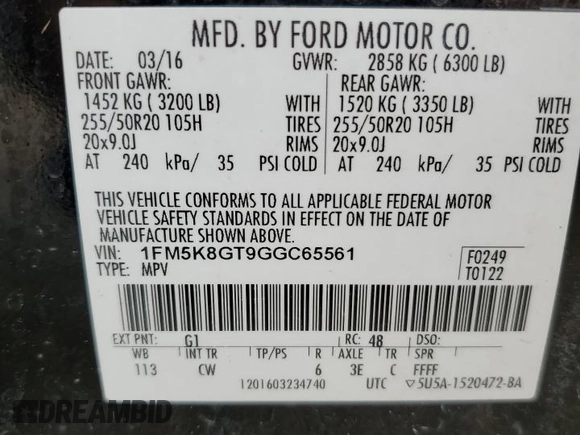 MFD. BY FORD MOTOR CO.
DATE: 03/16 GVWR: 2858 KG ( 6300 LB)
FRONT GAWR: REAR GAWR:
1452 KG ( 3200 LB) WITH 1520 KG ( 3350 LB) WITH
255/50R20 105H TIRES 255/50R20 105H TIRES
20x9.0J RIMS 20x9.0J RIMS
AT 240 kPa/ 35 PSI COLD AT 240 kPa/ 35 PSI COLD
THIS VEHICLE CONFORMS TO ALL APPLICABLE FEDERAL MOTOR
VEHICLE SAFETY STANDARDS IN EFFECT ON THE DATE OF
MANUFACTURE SHOWN ABOVE.
VIN: 1FM5K8GT9GGC65561 F0249
TYPE: MPV T0122
EXT PNT: G1 RC: 48 DSO:
WB INT TR TP/PS R AXLE TR SPR
113 CW 6 3E C FFFF
1201603234740 UTC ▽5U5A-1520472-BA
DREAMBID